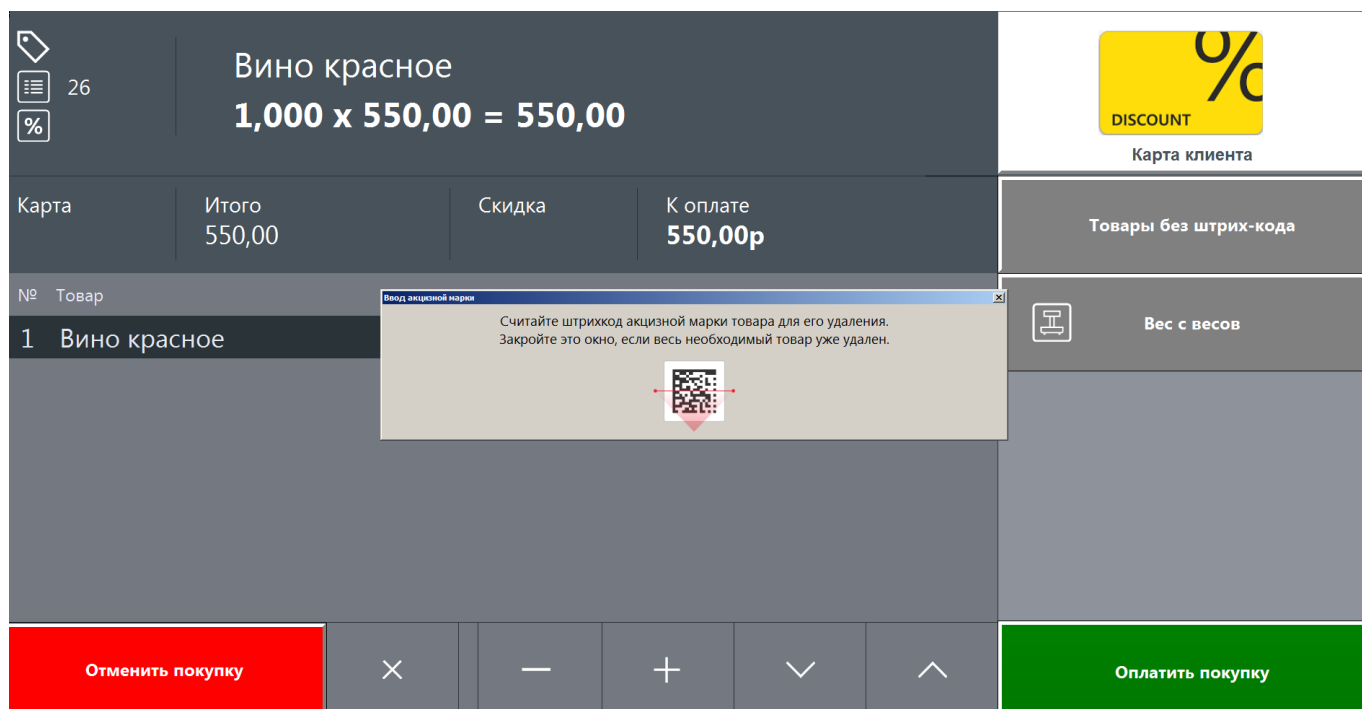 26
%
Вино красное
1,000 x 550,00 = 550,00
%
DISCOUNT
Карта клиента
Карта
Итого
550,00
Скидка
К оплате
550,00р
Товары без штрих-кода
№ Товар
1 Вино красное
Ввод акцизной марки
Считайте штрихкод акцизной марки товара для его удаления.
Закройте это окно, если весь необходимый товар уже удален.
Вес с весов
Отменить покупку
Оплатить покупку